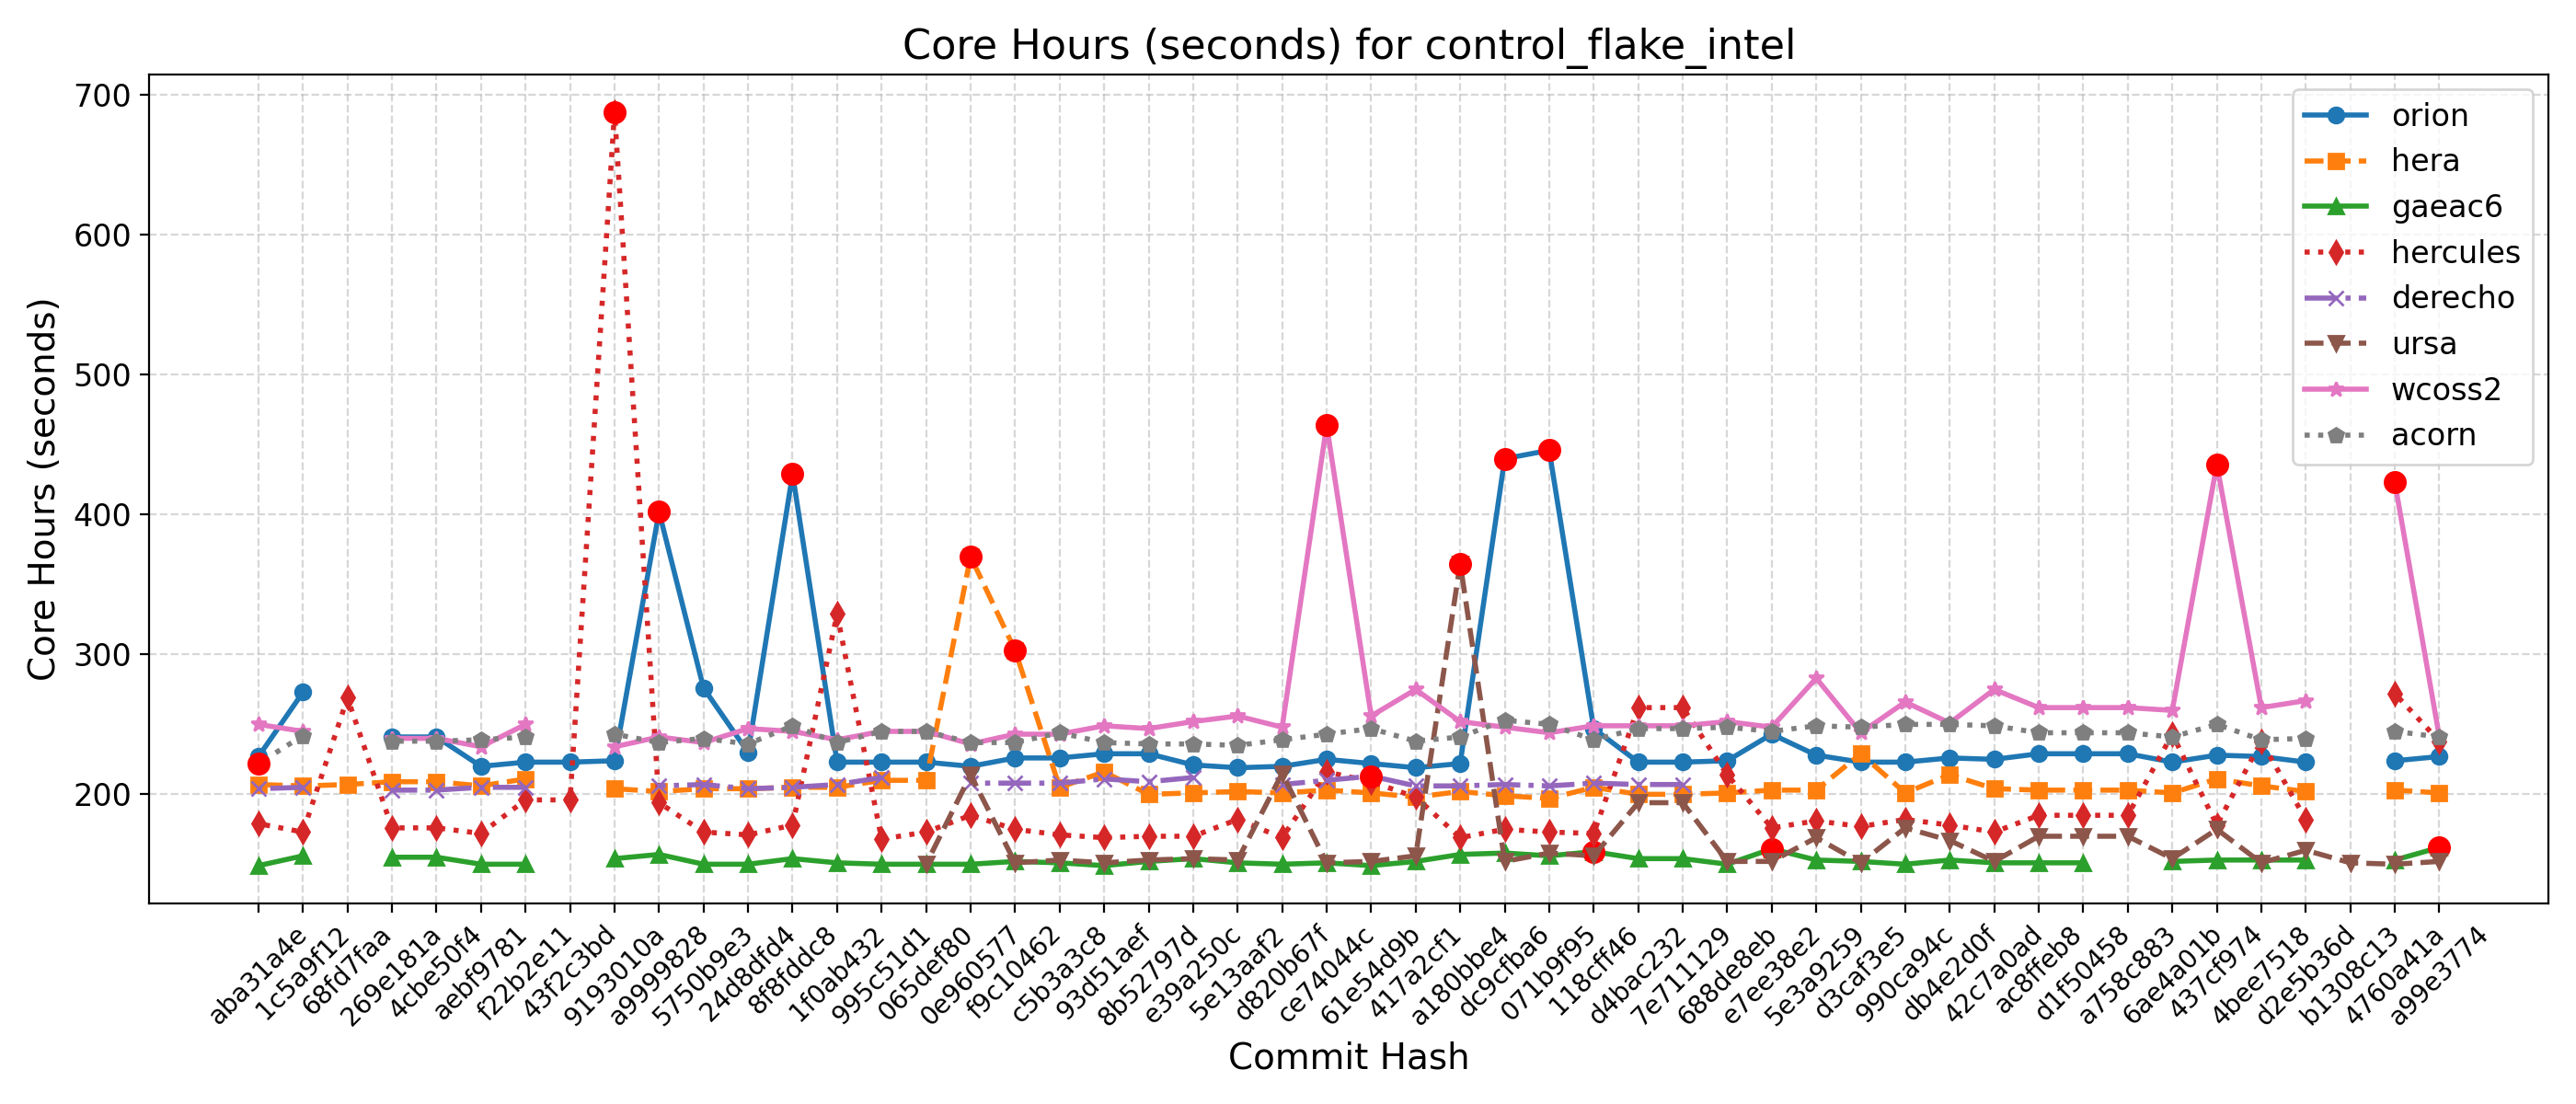 Core Hours (seconds) for control_flake_intel
Core Hours (seconds)
700
600
500
400
300
200
orion
hera
gaeac6
hercules
derecho
ursa
wcoss2
acorn
aba31a4e
1c5a9f12
68fd7faa
269e181a
4cbe50f4
aebf9781
f22b2e11
43f2c3bd
9193010a
a9999828
5750b9e3
24d8dfd4
8f8fddc8
1f0ab432
995c51d1
065def80
0e960577
f9c10462
c5b3a3c8
93d51aef
8b52797d
e39a250c
5e13aaf2
d820b67f
ce74044c
61e54d9b
417a2cf1
a180bbe4
dc9cfba6
071b9f95
118cff46
d4bac232
7e711129
688de8eb
e7ee38e2
5e3a9259
d3caf3e5
990ca94c
db4e2d0f
42c7a0ad
ac8ffeb8
d1f50458
a758c883
6ae4a01b
437cf974
4bee7518
d2e5b36d
b1308c13
4760a41a
a99e3774
Commit Hash